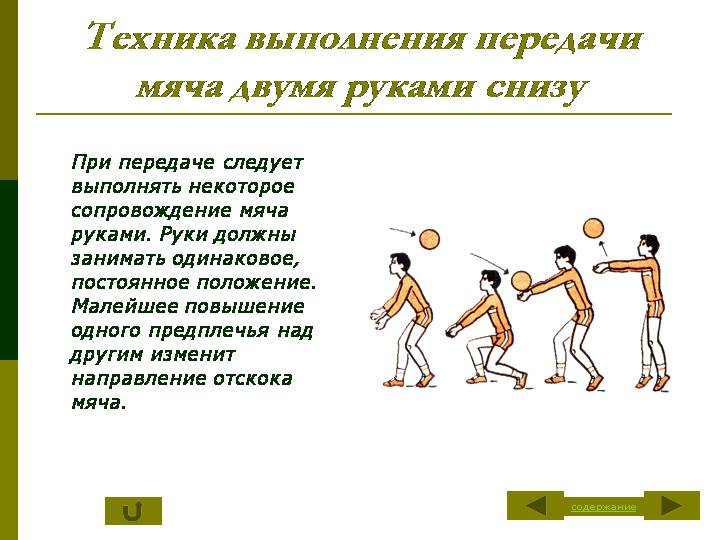 Техника выполнения передачи
мяча двумя руками снизу
При передаче следует
выполнять некоторое
сопровождение мяча
руками. Руки должны
занимать одинаковое,
постоянное положение.
Малейшее повышение
одного предплечья над
другим изменит
направление отскока
мяча.
содержание